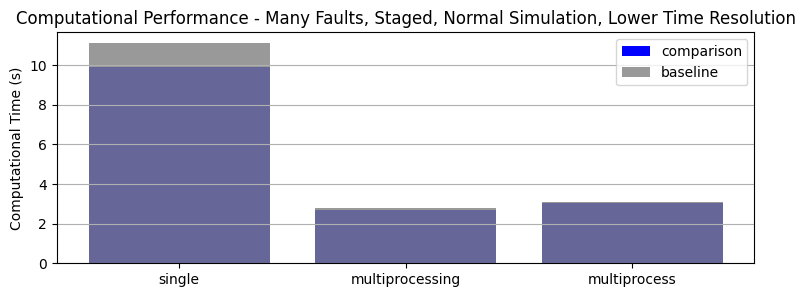 Computational Performance - Many Faults, Staged, Normal Simulation, Lower Time Resolution
Computational Time (s)
10
8
6
4
2
0
comparison
baseline
single
multiprocessing
multiprocess